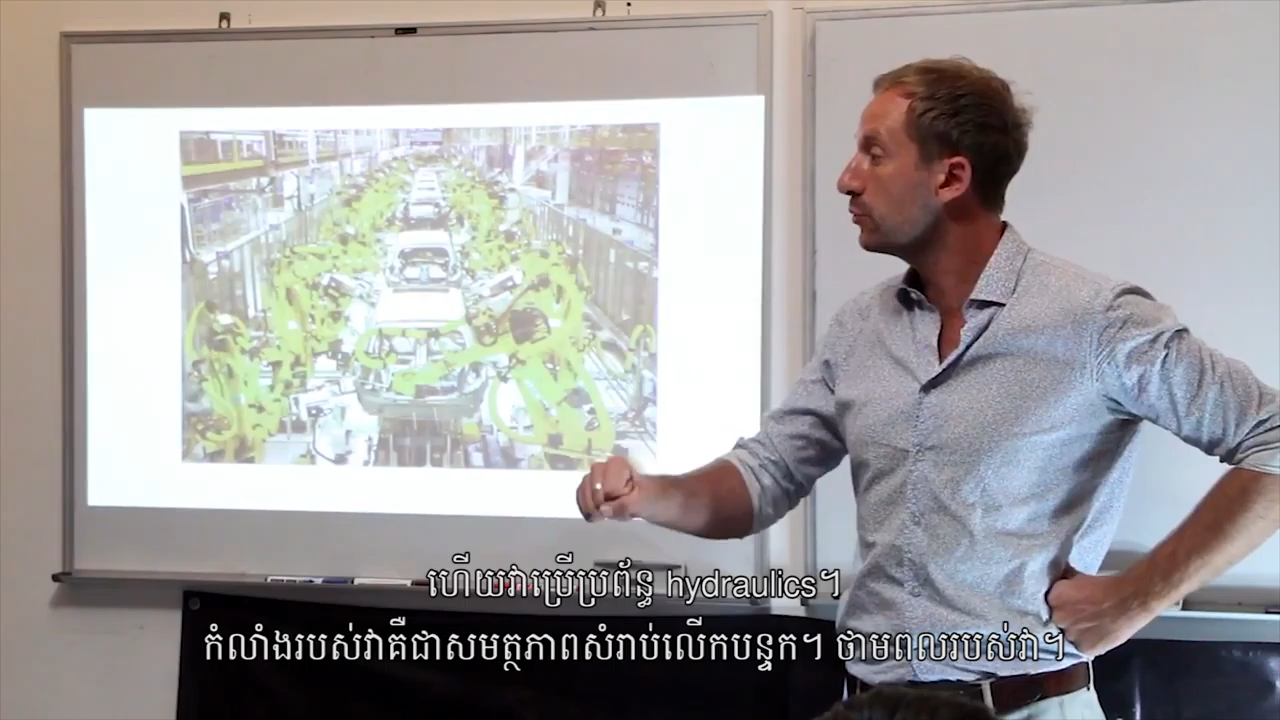 ហើយវាប្រើប្រព័ន្ធ hydraulics។
កំលាំងរបស់វាគឺជាសមត្ថភាពសំរាប់លើកបន្ទុក។ ថាមពលរបស់វា។